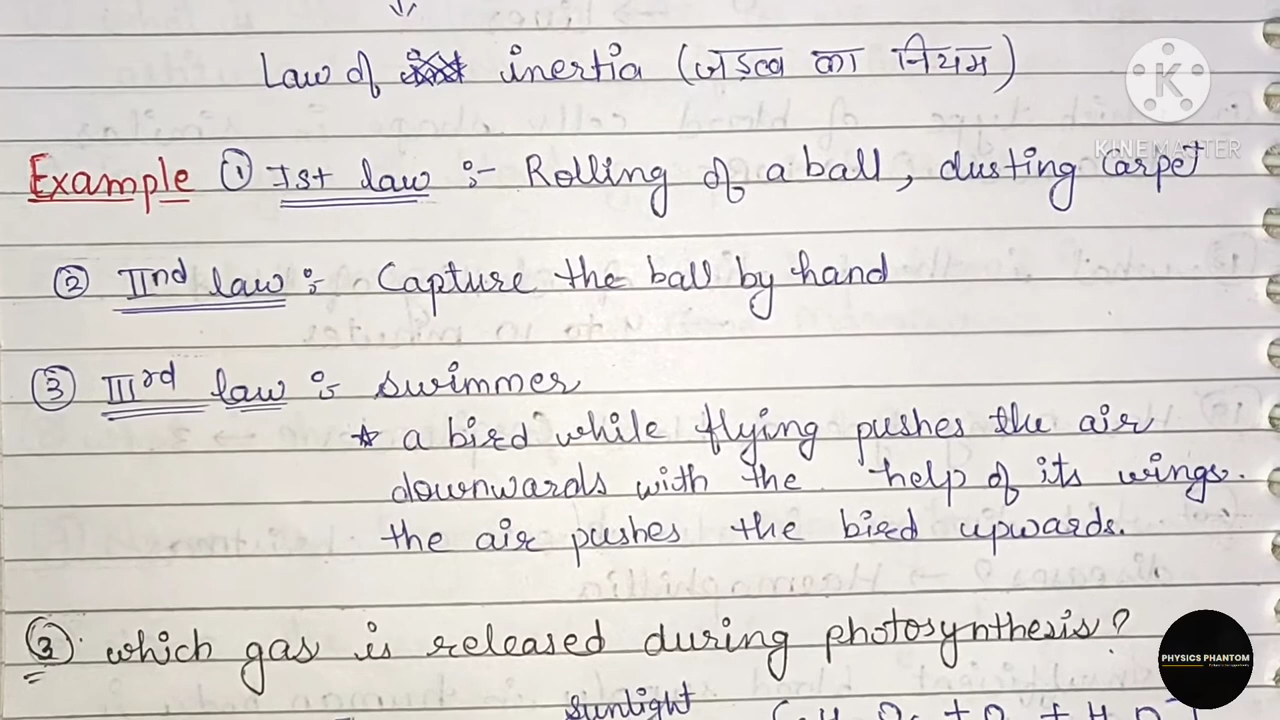 Law of inertia (जड़त्व का नियम)
KINEMASTER
Example ① Ist law :- Rolling of a ball, dusting carpet
② IInd law :- Capture the ball by hand
③ IIIrd law :- swimmer
☆ a bird while flying pushes the air
downwards with the help of its wings.
the air pushes the bird upwards.
② which gas is released during photosynthesis?
PHYSICS PHANTOM
sunlight